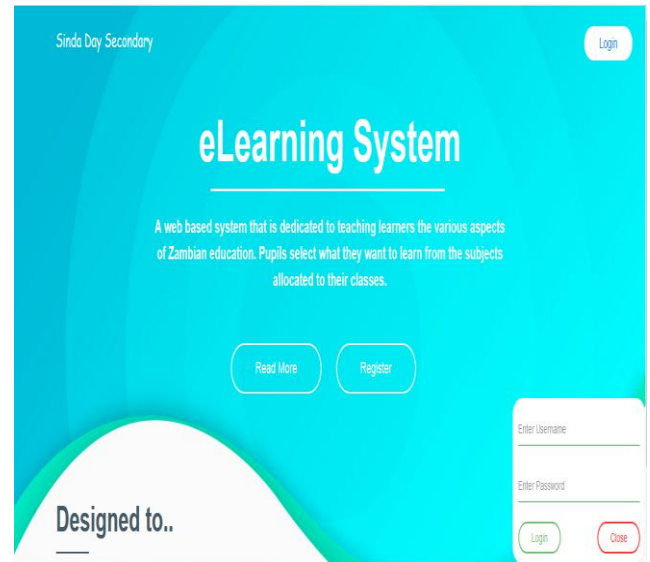 Sinda Day Secondary
Login
eLearning System
A web based system that is dedicated to teaching learners the various aspects
of Zambian education. Pupils select what they want to learn from the subjects
allocated to their classes.
Read More
Register
Enter Username
Enter Password
Login
Close
Designed to..